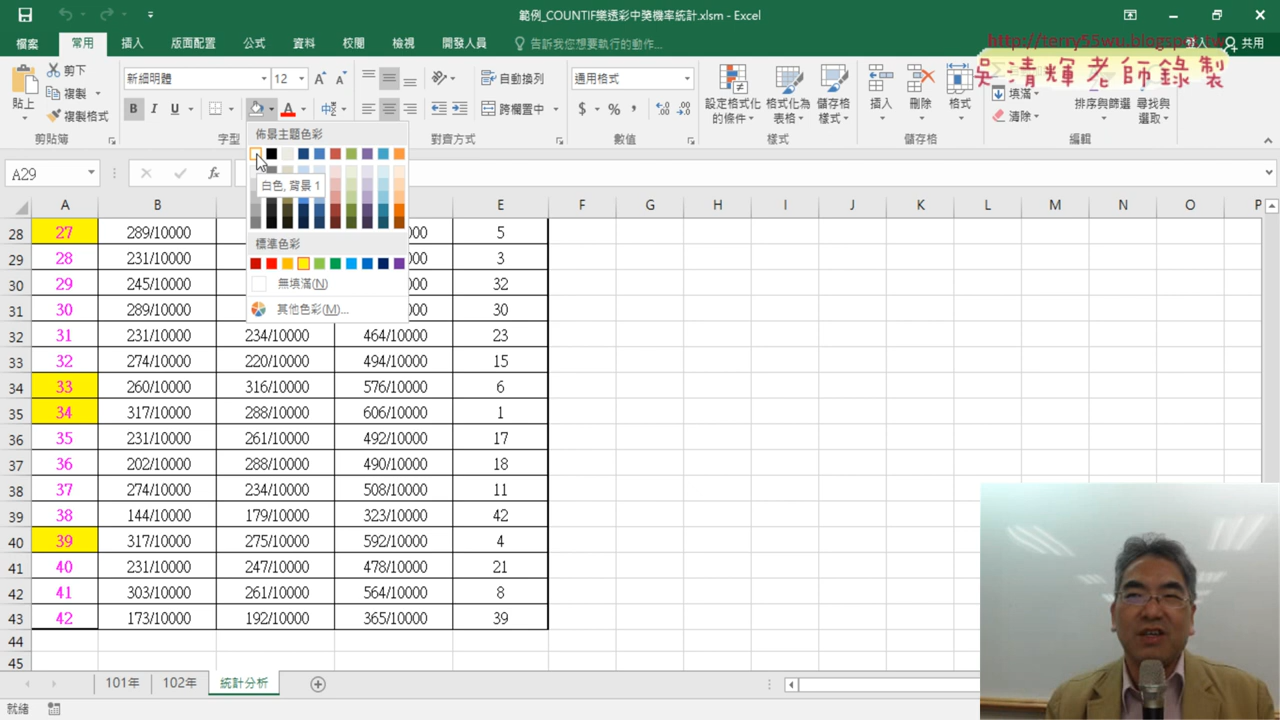 範例_COUNTIF樂透彩中獎機率統計.xlsm - Excel
檔案 常用 插入 版面配置 公式 資料 校閱 檢視 開發人員 告訴我您想要執行的動作... 登入 共用
http://terry55wu.blogspot.tw
吳清輝老師錄製
貼上 剪下 複製 複製格式 剪貼簿
新細明體 12 B I U 中 字型
自動換列 跨欄置中 對齊方式
通用格式 $ % , .00 數值
設定格式化的條件 格式化為表格 儲存格樣式 樣式
插入 刪除 格式 儲存格
填滿 清除 排序與篩選 尋找與選取 編輯
A29 fx
佈景主題色彩
白色, 背景 1
標準色彩
無填滿(N)
其他色彩(M)...
A B E F G H I J K L M N O P
28 27 289/10000 000 5
29 28 231/10000 000 3
30 29 245/10000 000 32
31 30 289/10000 000 30
32 31 231/10000 234/10000 464/10000 23
33 32 274/10000 220/10000 494/10000 15
34 33 260/10000 316/10000 576/10000 6
35 34 317/10000 288/10000 606/10000 1
36 35 231/10000 261/10000 492/10000 17
37 36 202/10000 288/10000 490/10000 18
38 37 274/10000 234/10000 508/10000 11
39 38 144/10000 179/10000 323/10000 42
40 39 317/10000 275/10000 592/10000 4
41 40 231/10000 247/10000 478/10000 21
42 41 303/10000 261/10000 564/10000 8
43 42 173/10000 192/10000 365/10000 39
44
45
101年 102年 統計分析
就緒